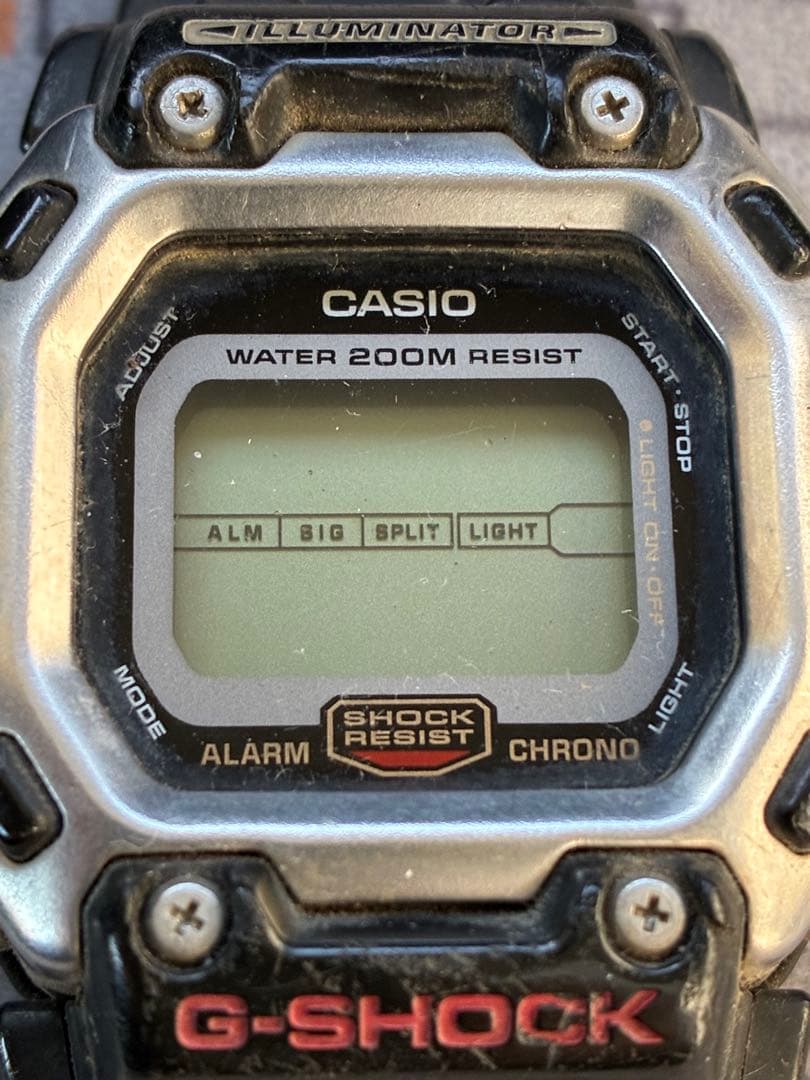 ILLUMINATOR
CASIO
WATER 200M RESIST
ADJUST
START·STOP
LIGHT ON·OFF
ALM SIG SPLIT LIGHT
MODE
LIGHT
SHOCK
RESIST
ALARM
CHRONO
G-SHOCK